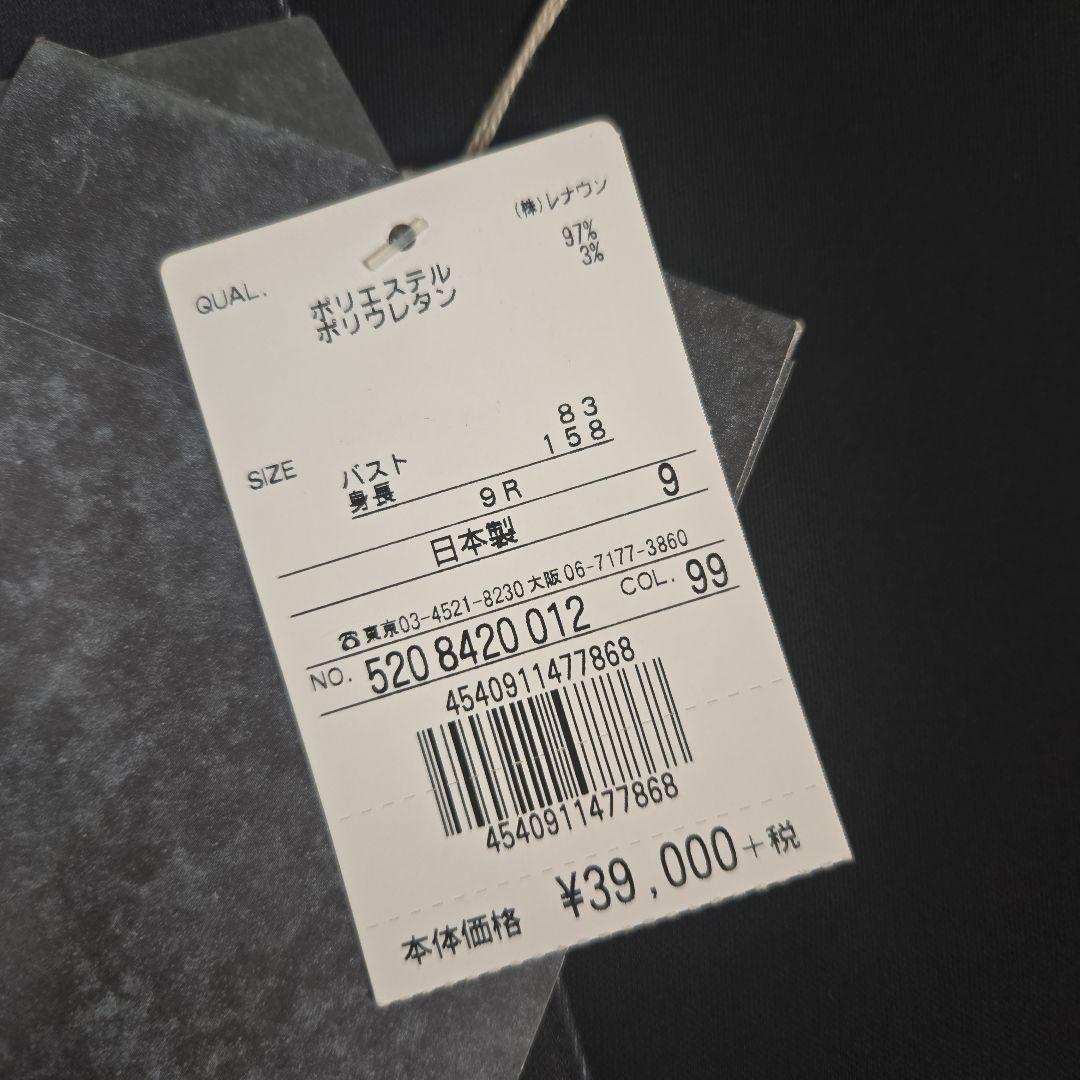 (株)レナウン
QUAL. ポリエステル 97%
ポリウレタン 3%
SIZE バスト 83
身長 158
9R 9
日本製
☎東京03-4521-8230 大阪06-7177-3860
NO. 520 8420 012 COL. 99
4540911477868
4540911477868
本体価格 ¥39,000+税